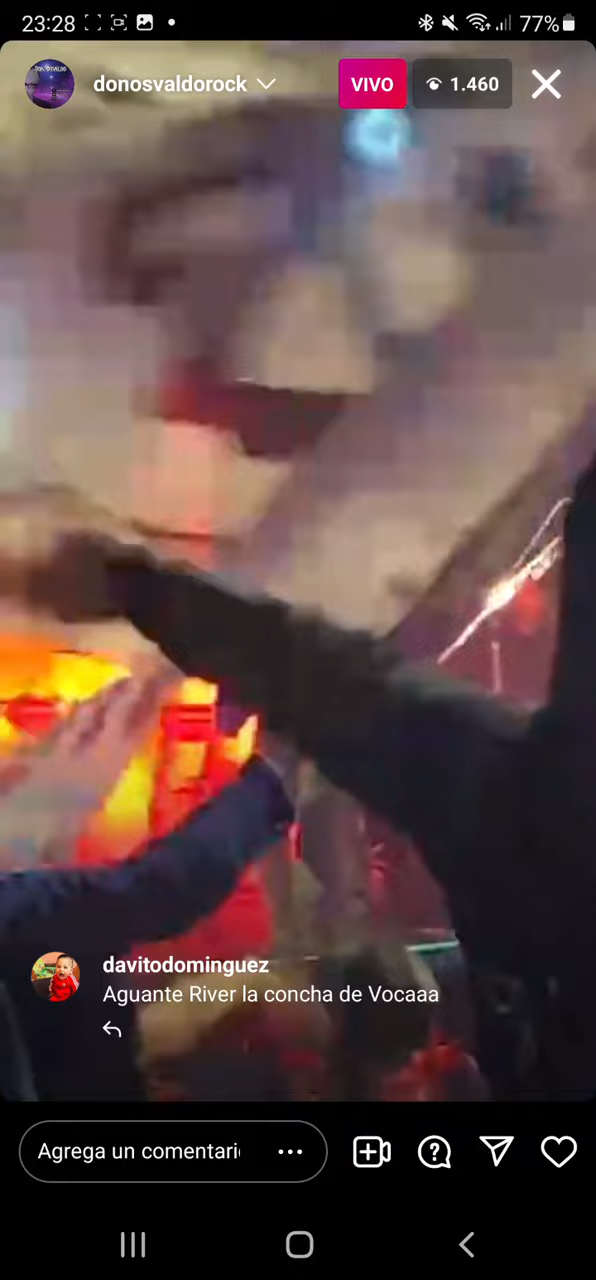 23:28
77%
donosvaldorock
VIVO
1.460
davitodominguez
Aguante River la concha de Vocaaa
Agrega un comentari